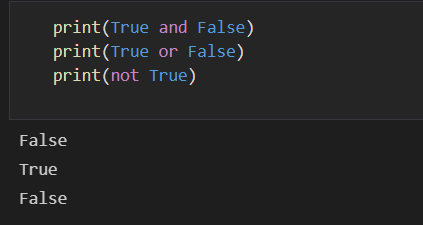 print(True and False)
print(True or False)
print(not True)
False
True
False